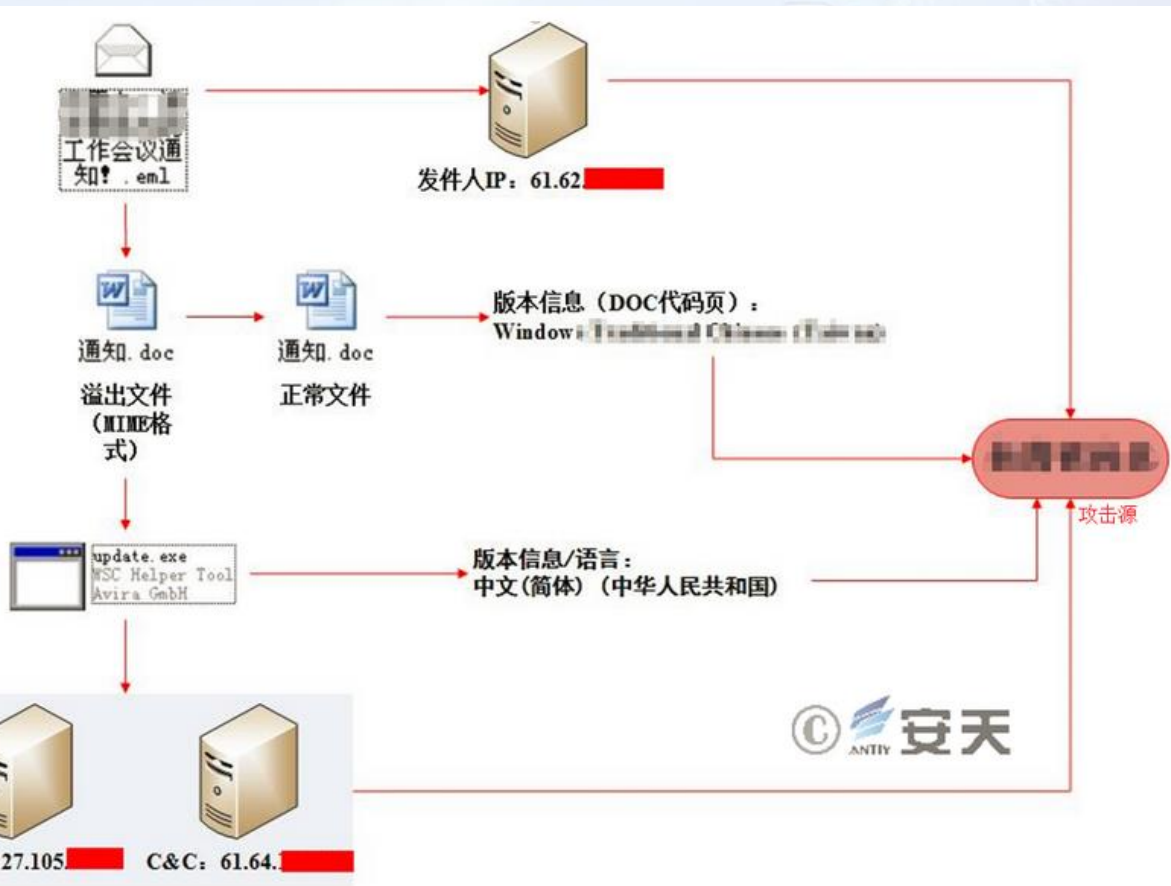 工作会议通
知! .eml
发件人IP：61.62.
通知.doc
溢出文件
（MIME格
式）
通知.doc
正常文件
版本信息（DOC代码页）：
Window
攻击源
update.exe
WSC Helper Tool
Avira GmbH
版本信息/语言：
中文(简体) (中华人民共和国)
27.105.
C&C：61.64.
© ANTIY 安天